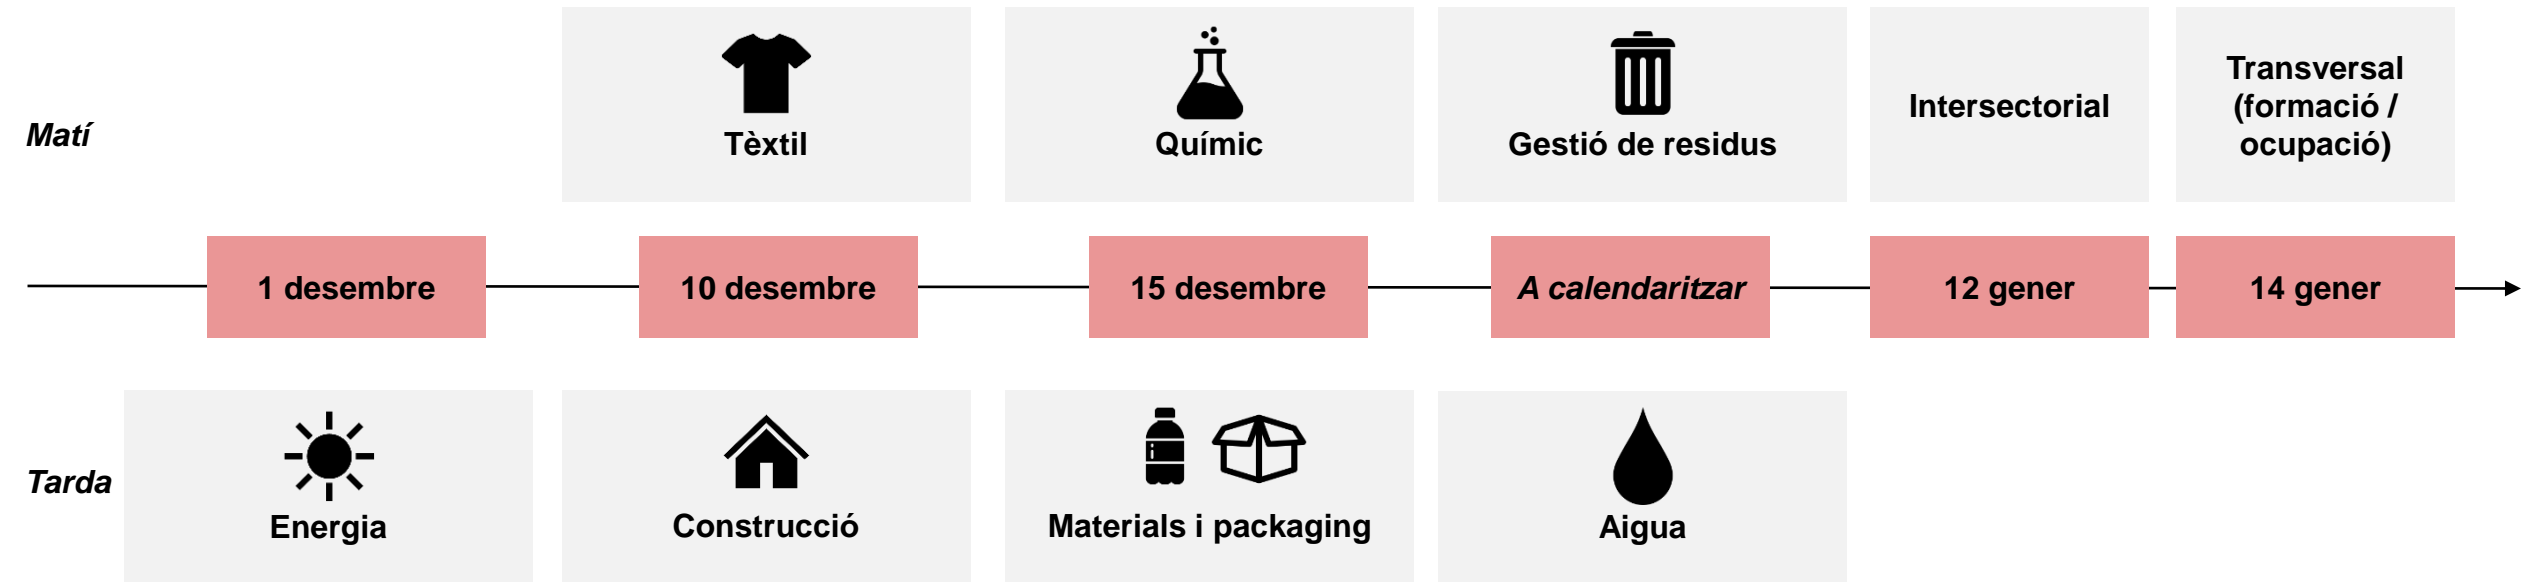 Matí
Tèxtil
Químic
Gestió de residus
Intersectorial
Transversal
(formació /
ocupació)
1 desembre
10 desembre
15 desembre
A calendaritzar
12 gener
14 gener
Tarda
Energia
Construcció
Materials i packaging
Aigua